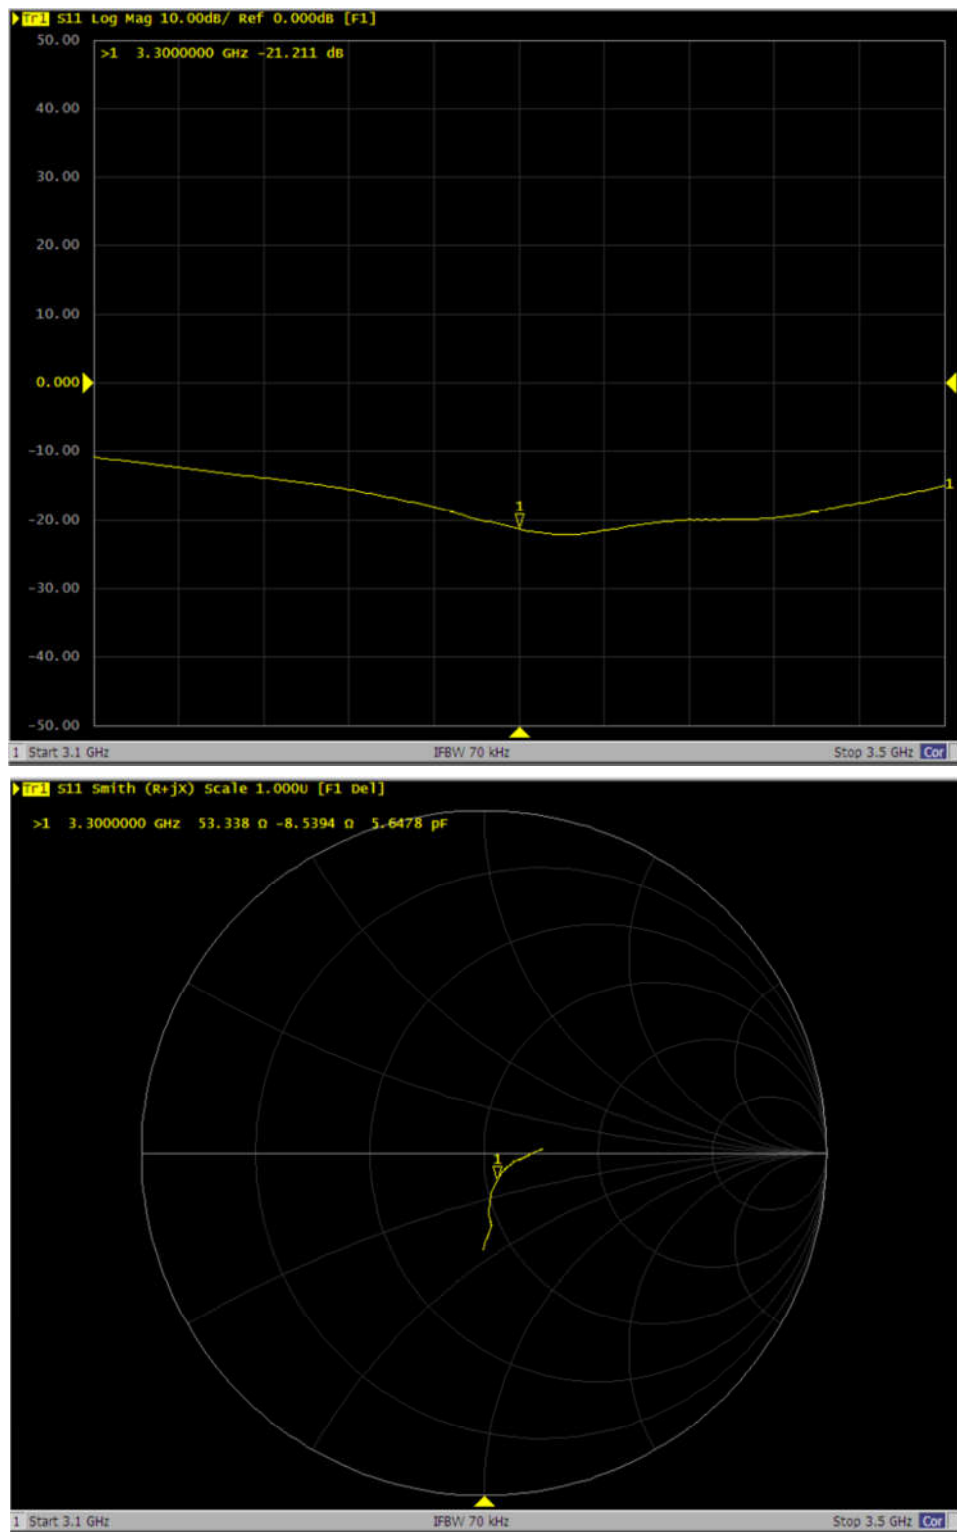 Tr1 S11 Log Mag 10.00dB/ Ref 0.000dB [F1]
50.00
>1 3.3000000 GHz -21.211 dB
40.00
30.00
20.00
10.00
0.000
-10.00
1
1
-20.00
-30.00
-40.00
-50.00
1 Start 3.1 GHz IFBW 70 kHz Stop 3.5 GHz Cor
Tr1 S11 Smith (R+jX) Scale 1.000U [F1 Del]
>1 3.3000000 GHz 53.338 Ω -8.5394 Ω 5.6478 pF
1
1 Start 3.1 GHz IFBW 70 kHz Stop 3.5 GHz Cor